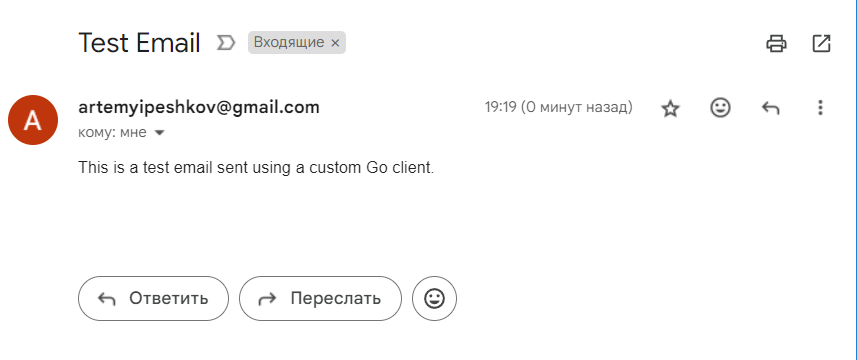 Test Email Входящие ×
artemyipeshkov@gmail.com 19:19 (0 минут назад)
A
кому: мне
This is a test email sent using a custom Go client.
Ответить Переслать